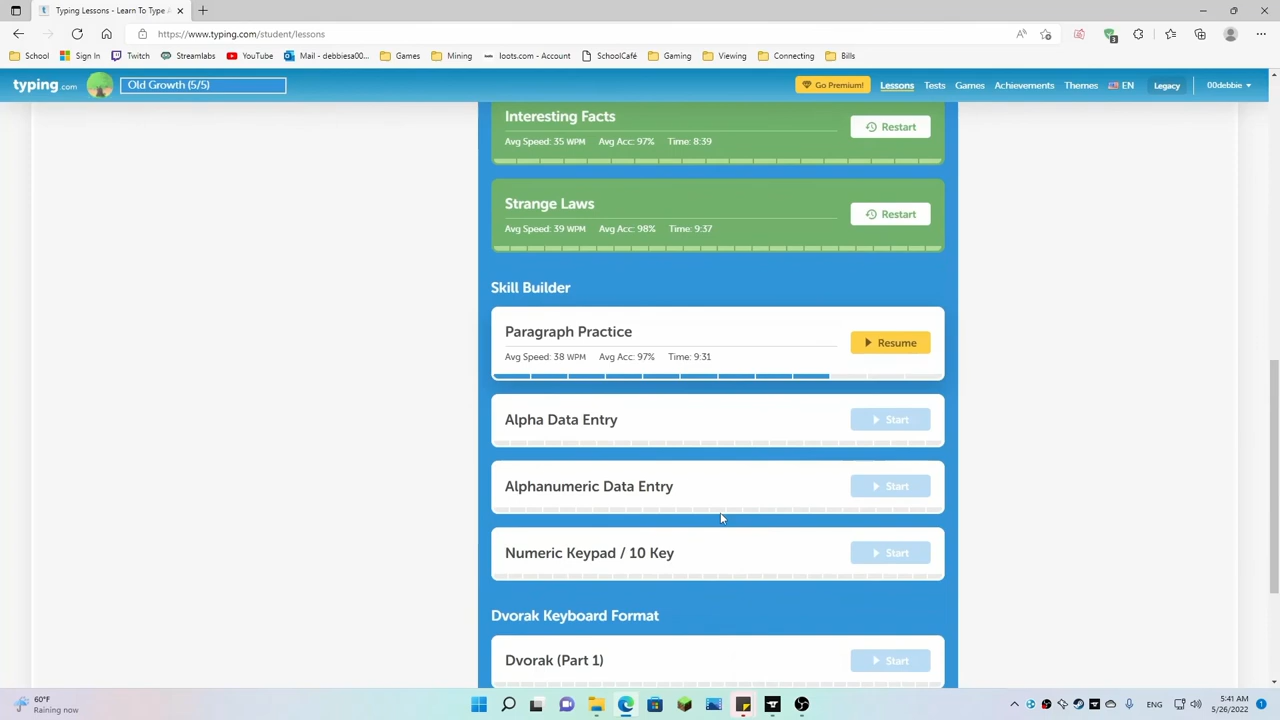 Typing Lessons - Learn To Type
https://www.typing.com/student/lessons
School Sign In Twitch Streamlabs YouTube Mail - debbiesa00... Games Mining loots.com - Account SchoolCafé Gaming Viewing Connecting Bills
typing.com Old Growth (5/5) Go Premium! Lessons Tests Games Achievements Themes EN Legacy 00debbie
Interesting Facts
Restart
Avg Speed: 35 WPM Avg Acc: 97% Time: 8:39
Strange Laws
Restart
Avg Speed: 39 WPM Avg Acc: 98% Time: 9:37
Skill Builder
Paragraph Practice
Resume
Avg Speed: 38 WPM Avg Acc: 97% Time: 9:31
Alpha Data Entry Start
Alphanumeric Data Entry Start
Numeric Keypad / 10 Key Start
Dvorak Keyboard Format
Dvorak (Part 1) Start
60°F
Raining now
ENG
5:41 AM
5/26/2022